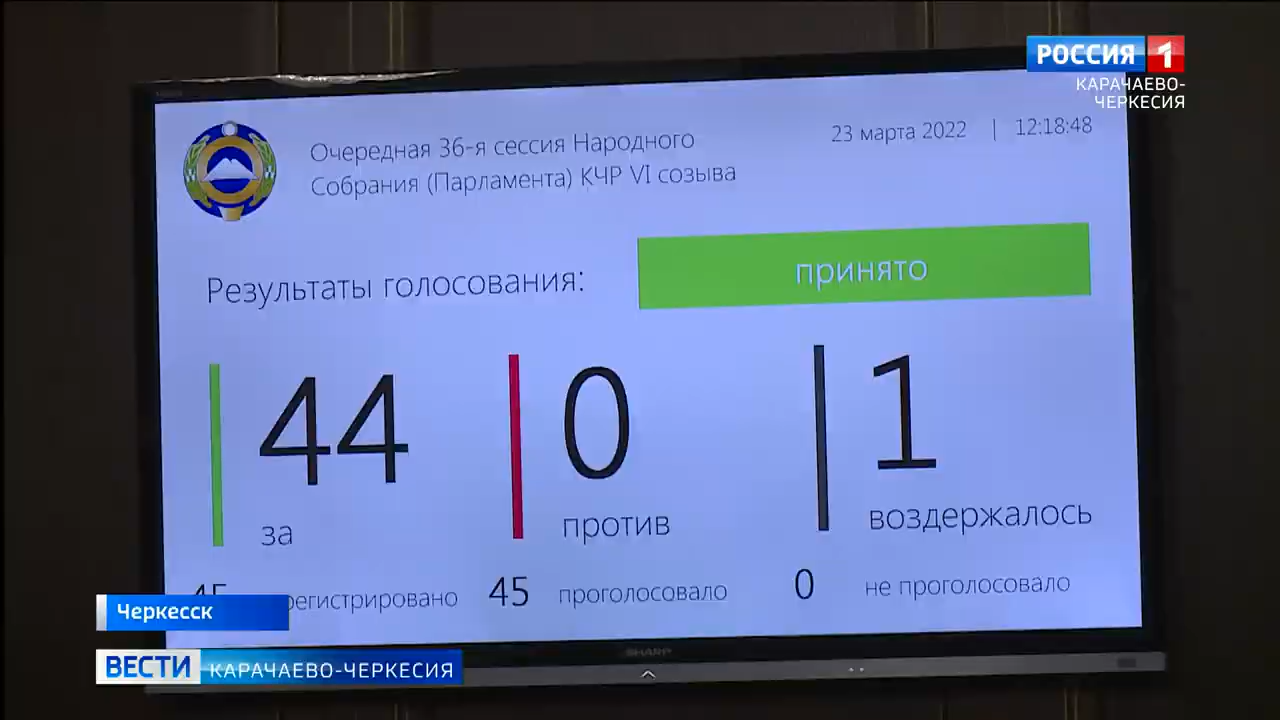 РОССИЯ 1
КАРАЧАЕВО-
ЧЕРКЕСИЯ
Очередная 36-я сессия Народного
Собрания (Парламента) КЧР VI созыва
23 марта 2022 | 12:18:48
Результаты голосования:
принято
44
за
0
против
1
воздержалось
45 проголосовало
0 не проголосовало
Черкесск
ВЕСТИ КАРАЧАЕВО-ЧЕРКЕСИЯ
SHARP